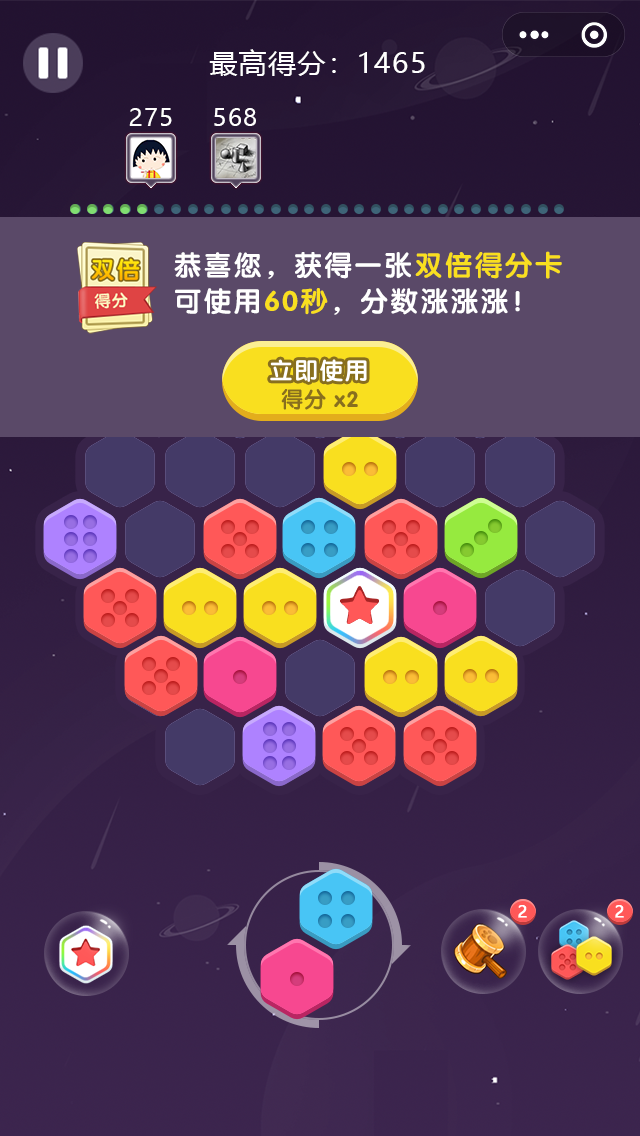 最高得分：1465
275
568
双倍
得分
恭喜您，获得一张双倍得分卡
可使用60秒，分数涨涨涨！
立即使用
得分 x2
2
2